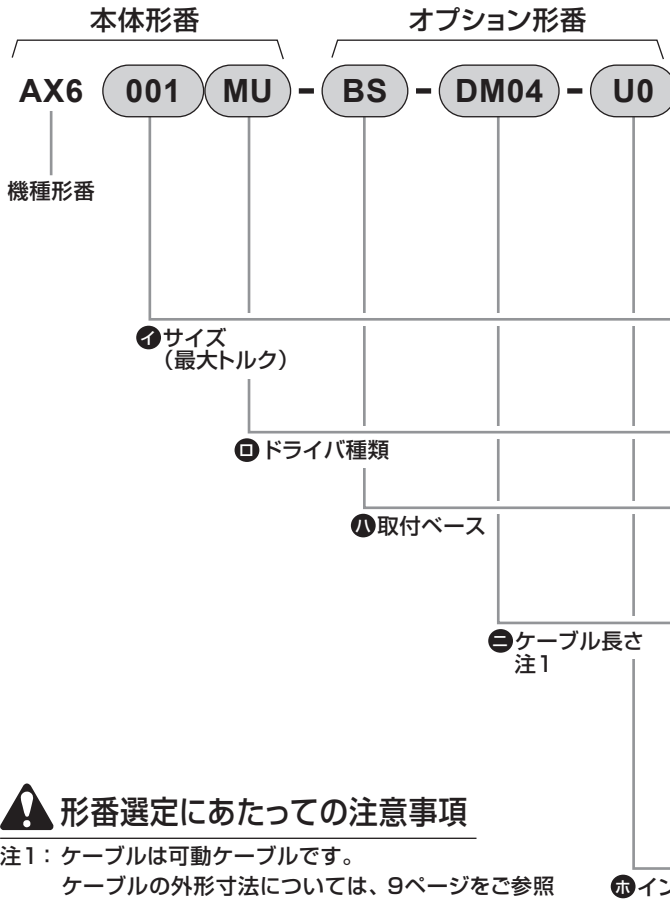 本体形番 オプション形番
AX6 001 MU - BS - DM04 - U0
機種形番
イ サイズ
（最大トルク）
ロ ドライバ種類
ハ 取付ベース
ニ ケーブル長さ
注1
形番選定にあたっての注意事項
注1：ケーブルは可動ケーブルです。
ケーブルの外形寸法については、9ページをご参照
ホ イン